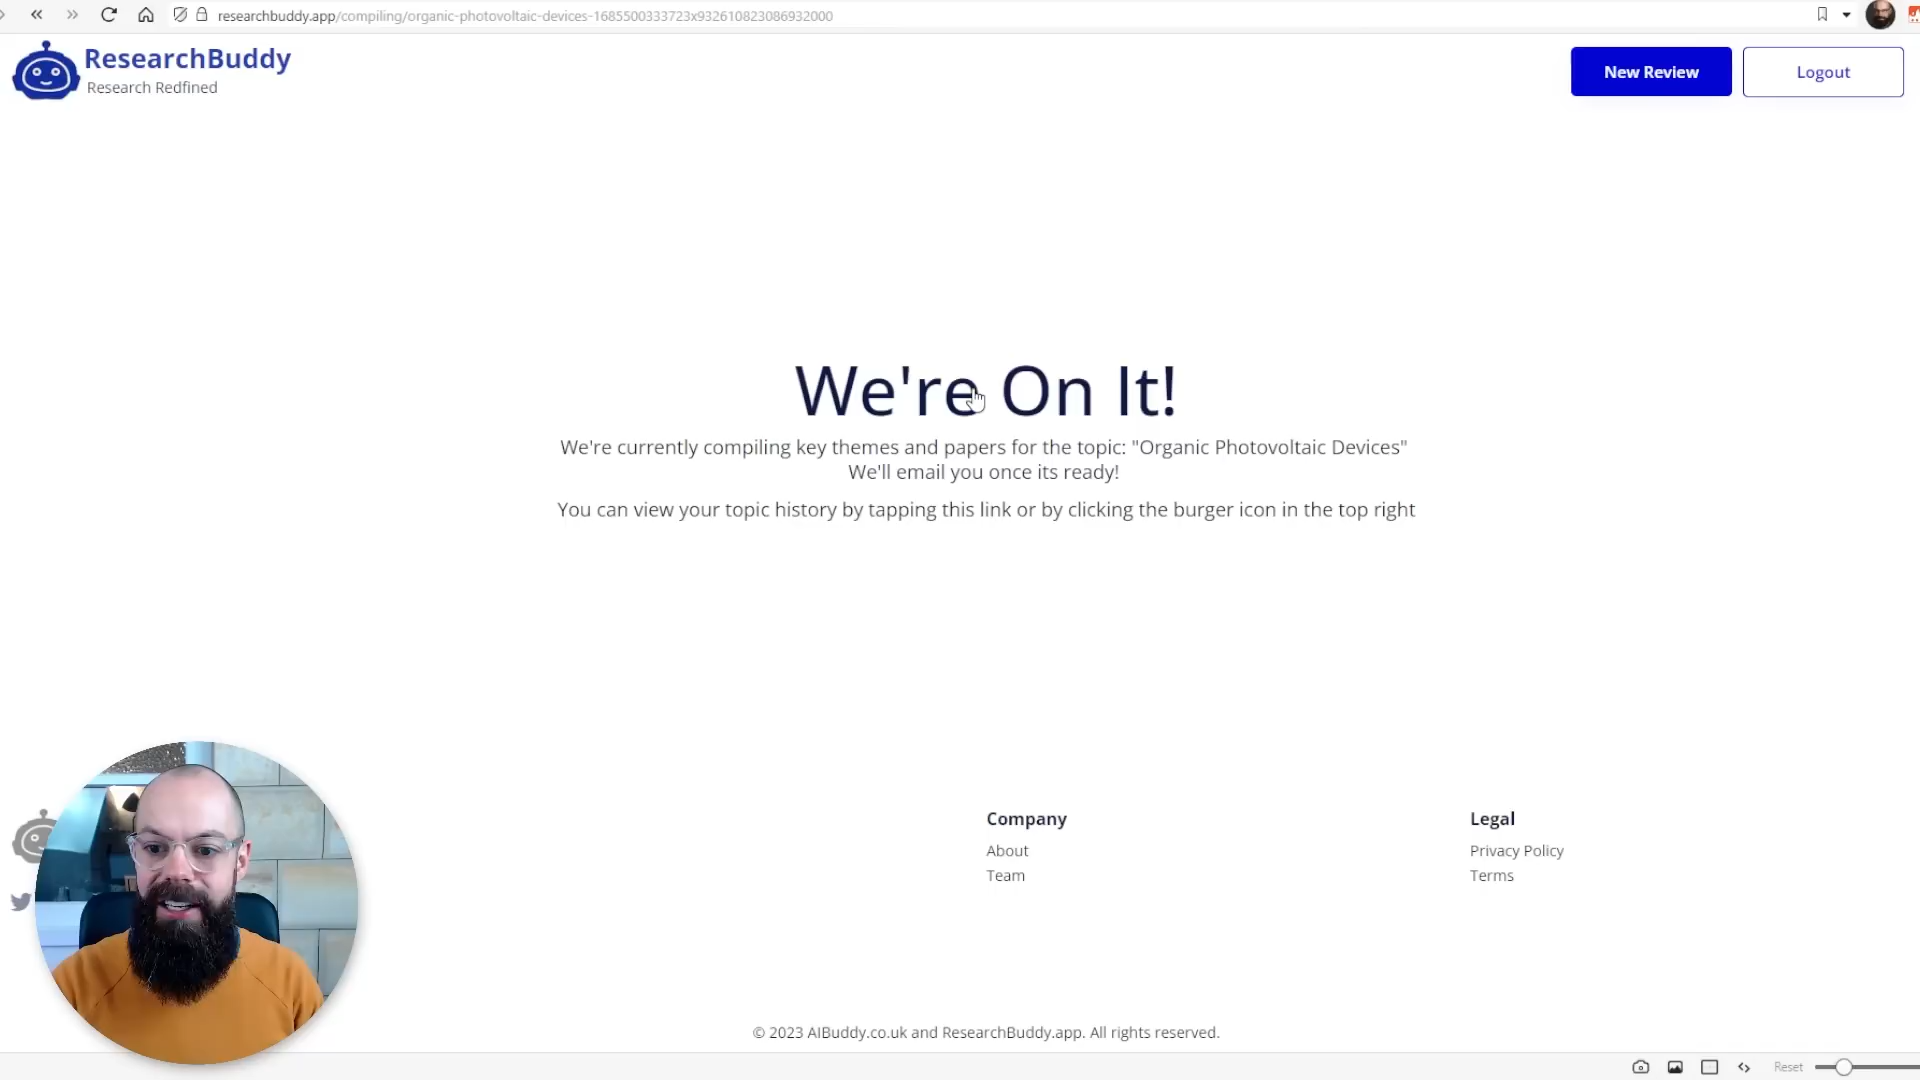 researchbuddy.app/compiling/organic-photovoltaic-devices-1685500333723x932610823086932000
ResearchBuddy
Research Redfined
New Review
Logout
We're On It!
We're currently compiling key themes and papers for the topic: "Organic Photovoltaic Devices"
We'll email you once its ready!
You can view your topic history by tapping this link or by clicking the burger icon in the top right
Company
Legal
About
Privacy Policy
Team
Terms
© 2023 AIBuddy.co.uk and ResearchBuddy.app. All rights reserved.
Reset